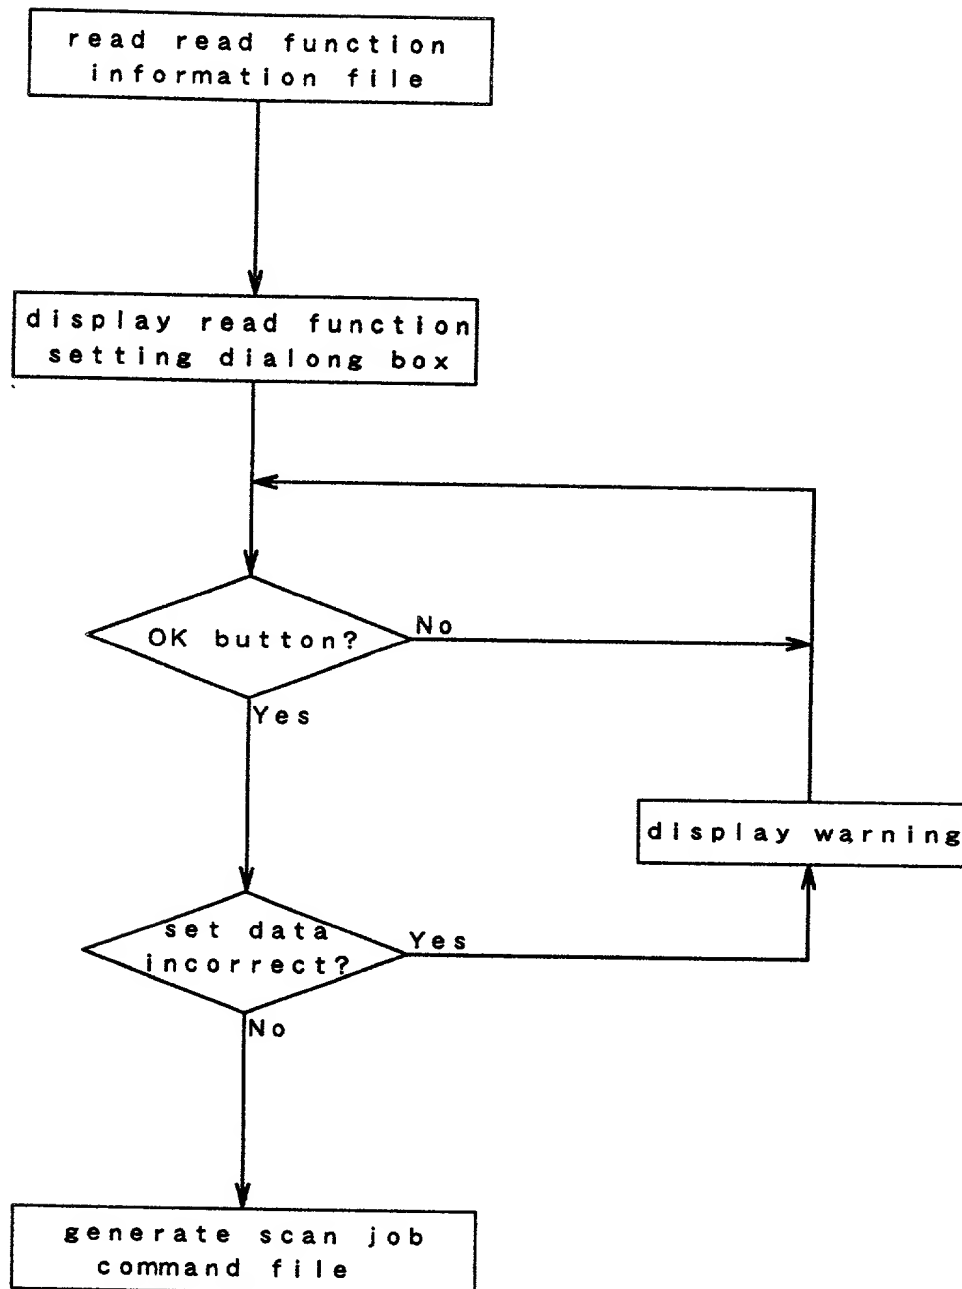 read read function
information file
display read function
setting dialong box
OK button?
No
Yes
display warning
set data
incorrect?
Yes
No
generate scan job
command file